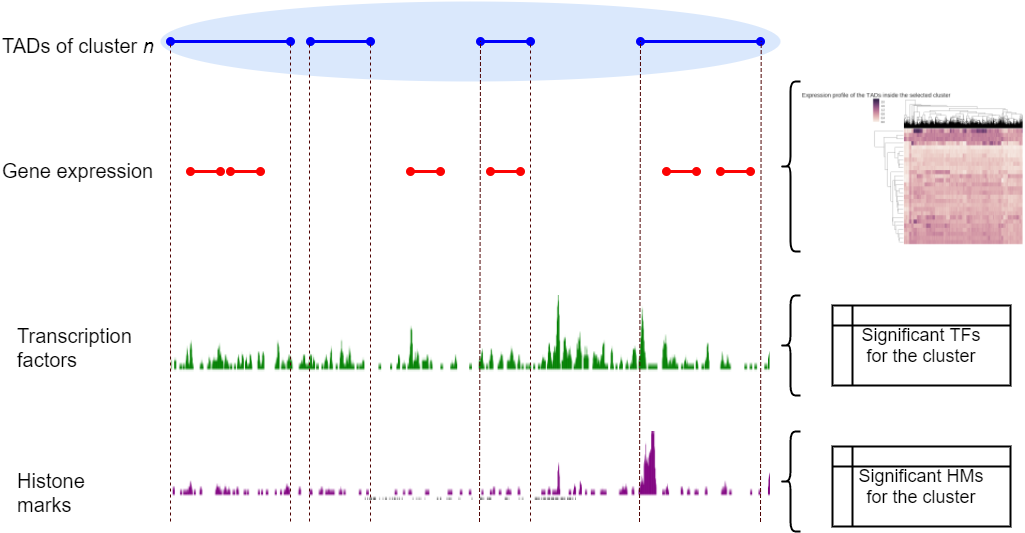 TADs of cluster n
Expression profile of the TADs inside the selected cluster
Gene expression
Transcription
factors
Significant TFs
for the cluster
Histone
marks
Significant HMs
for the cluster